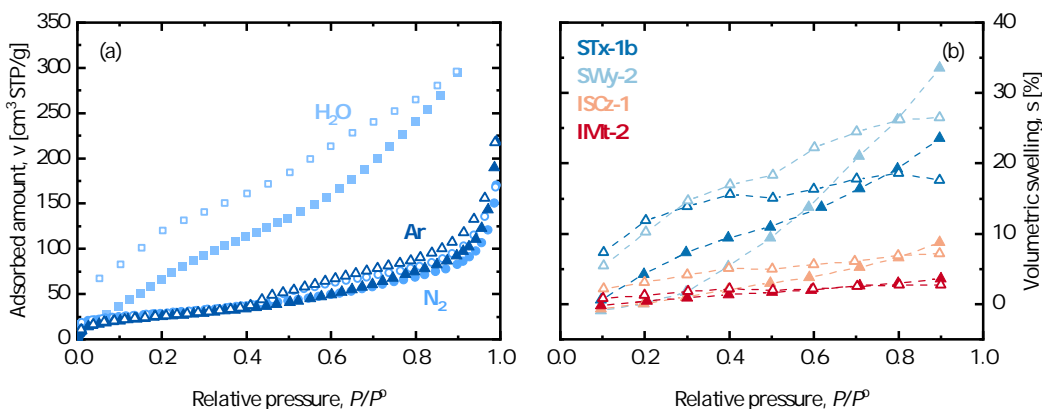 (a)
H₂O
Ar
N₂
Adsorbed amount, v [cm³ STP/g]
350
300
250
200
150
100
50
0
0.0 0.2 0.4 0.6 0.8 1.0
Relative pressure, P/P⁰
(b)
STx-1b
SWy-2
ISCz-1
IMt-2
Volumetric swelling, s [%]
40
30
20
10
0
0.0 0.2 0.4 0.6 0.8 1.0
Relative pressure, P/P⁰